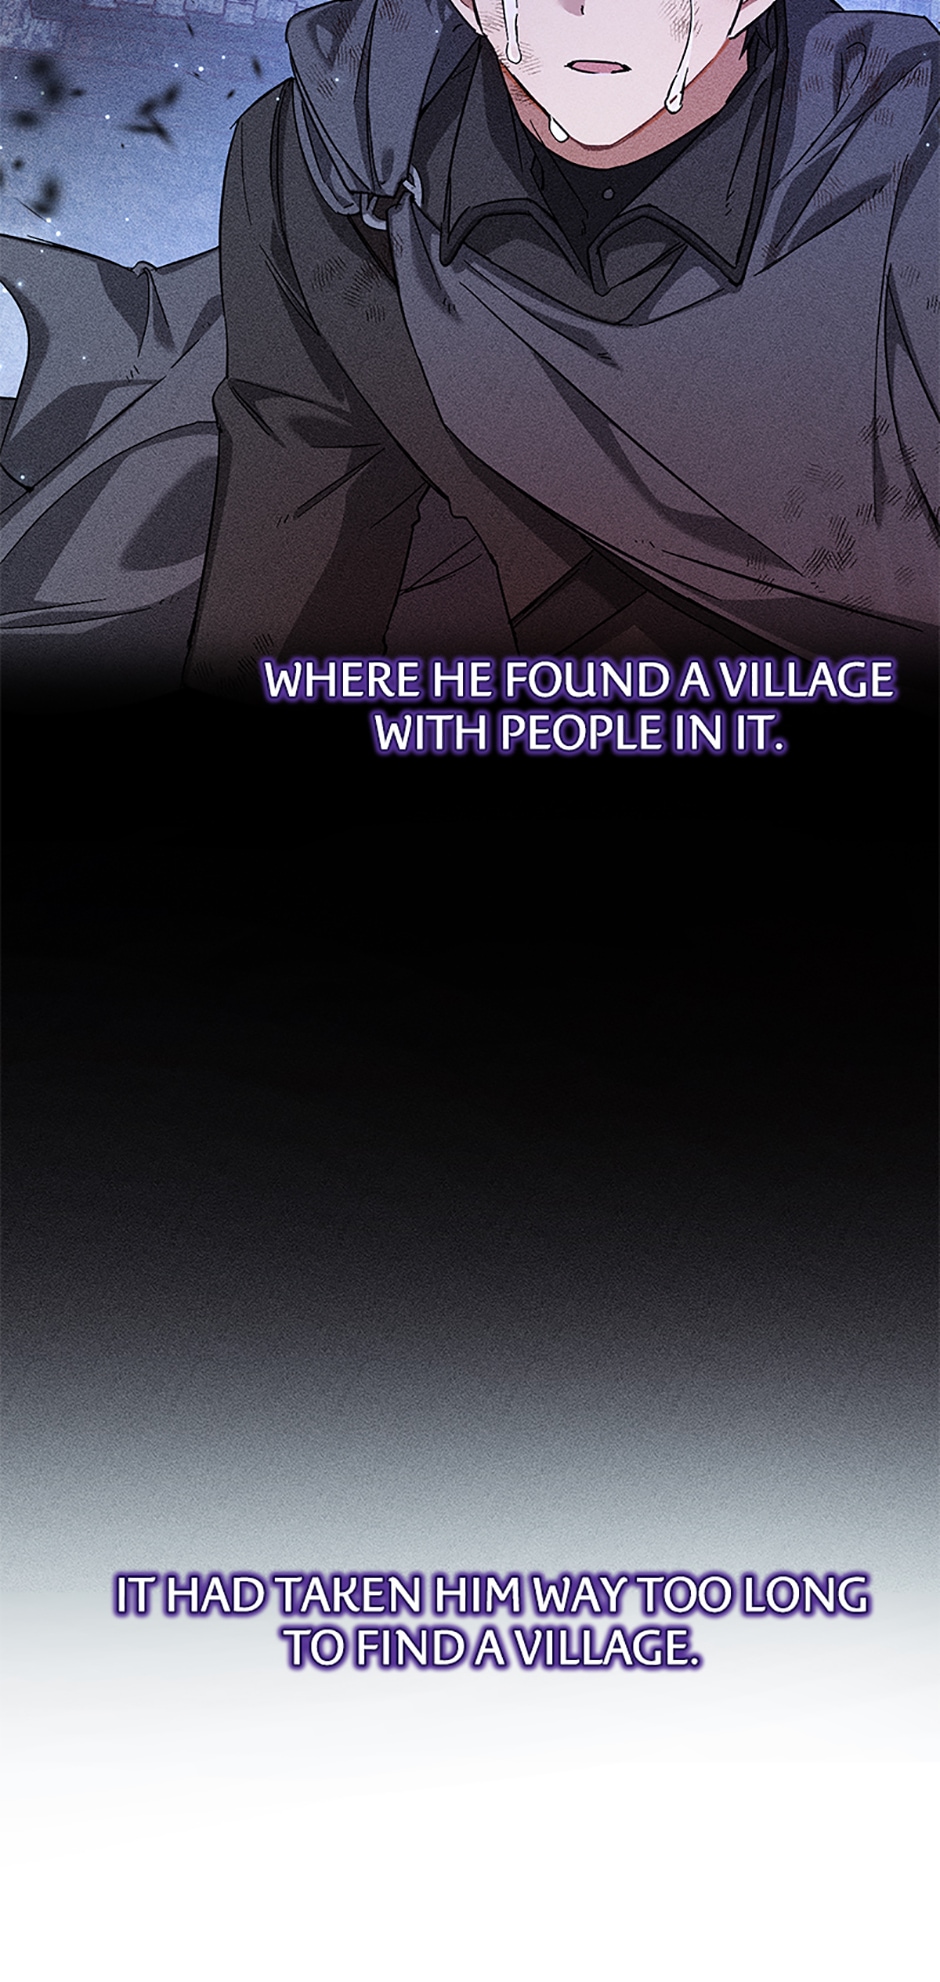 WHERE HE FOUND A VILLAGE
WITH PEOPLE IN IT.
IT HAD TAKEN HIM WAY TOO LONG
TO FIND A VILLAGE.